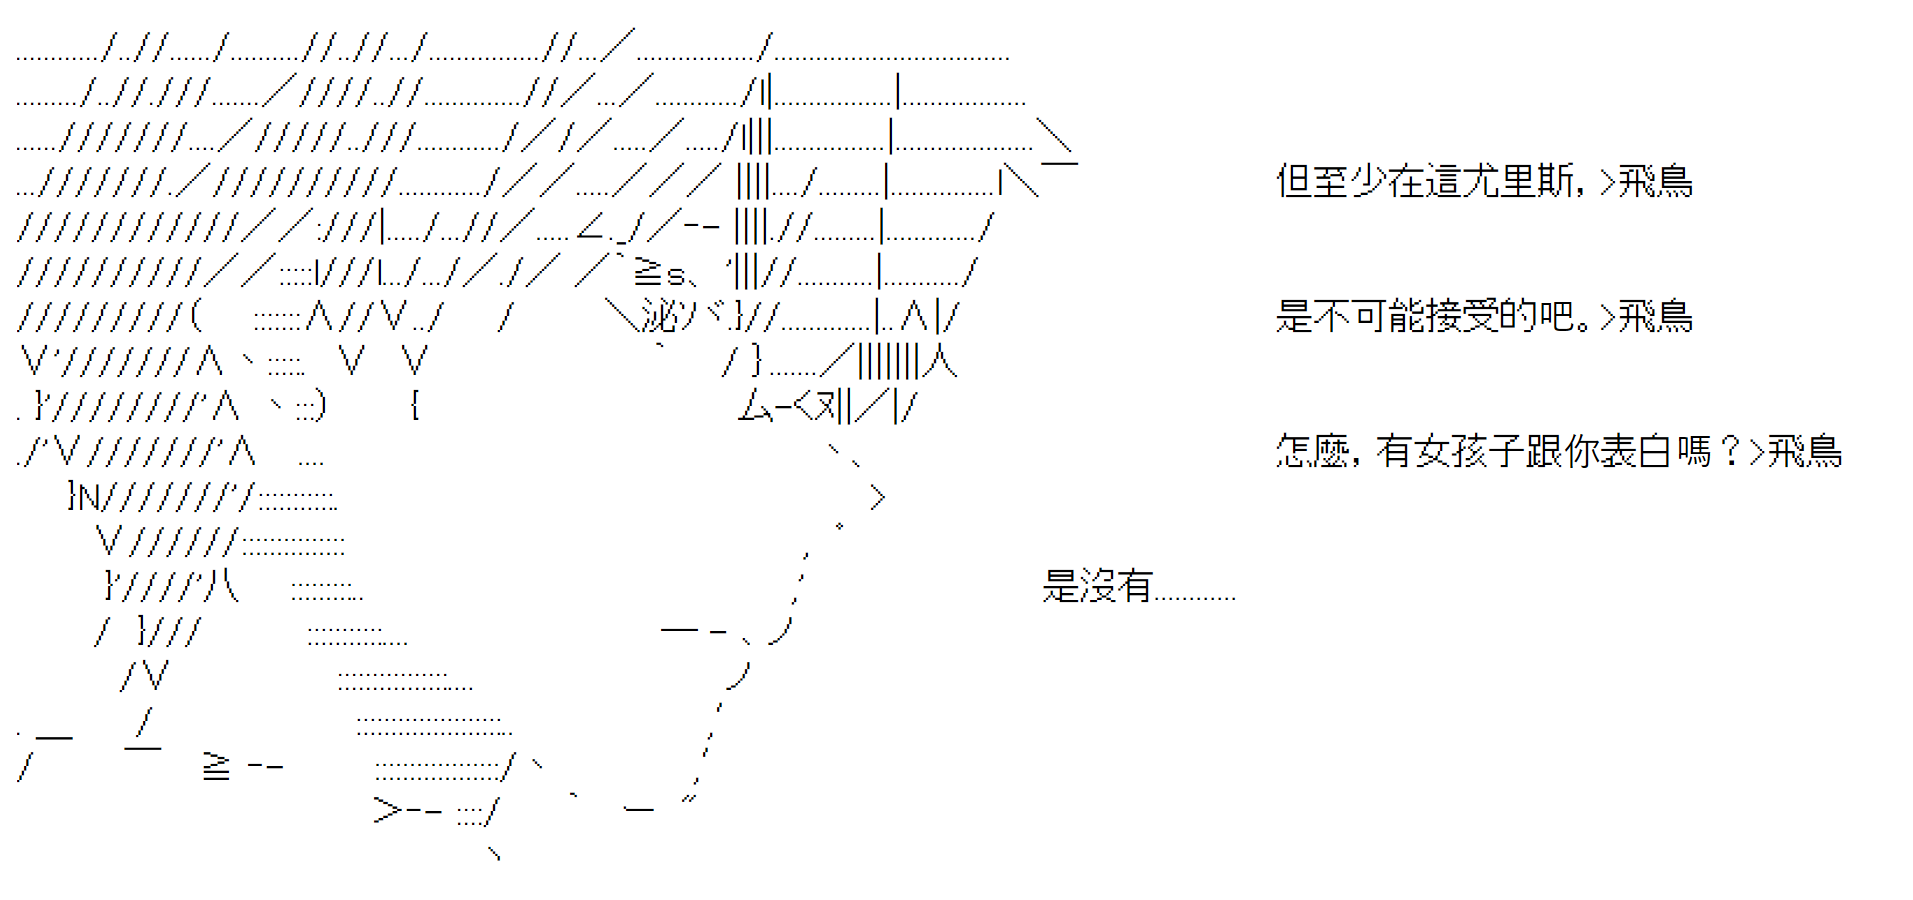 但至少在這尤里斯，>飛鳥
是不可能接受的吧。>飛鳥
怎麼，有女孩子跟你表白嗎？>飛鳥
是沒有…………